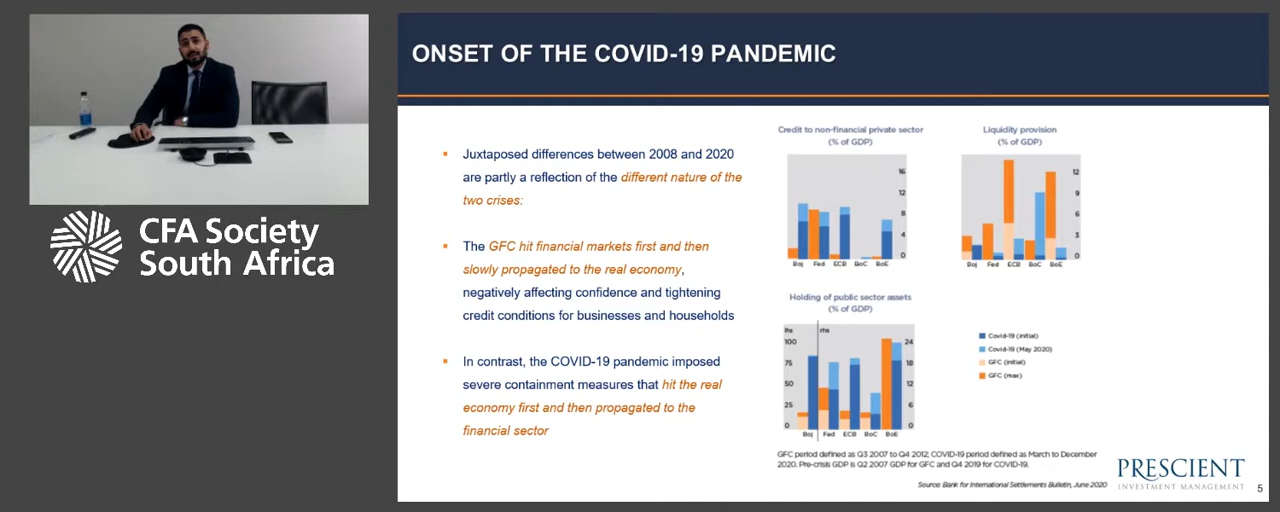 ONSET OF THE COVID-19 PANDEMIC
CFA Society
South Africa
Juxtaposed differences between 2008 and 2020
are partly a reflection of the different nature of the
two crises:
The GFC hit financial markets first and then
slowly propagated to the real economy,
negatively affecting confidence and tightening
credit conditions for businesses and households
In contrast, the COVID-19 pandemic imposed
severe containment measures that hit the real
economy first and then propagated to the
financial sector
Credit to non-financial private sector
(% of GDP)
16
12
8
4
0
BoJ Fed ECB BoC BoE
Liquidity provision
(% of GDP)
12
9
6
3
0
BoJ Fed ECB BoC BoE
Holding of public sector assets
(% of GDP)
lhs rhs
100 24
75 18
50 12
25 6
0 0
BoJ Fed ECB BoC BoE
Covid-19 (initial)
Covid-19 (May 2020)
GFC (initial)
GFC (max)
GFC period defined as Q3 2007 to Q4 2012; COVID-19 period defined as March to December
2020. Pre-crisis GDP is Q2 2007 GDP for GFC and Q4 2019 for COVID-19.
Source: Bank for International Settlements Bulletin, June 2020
PRESCIENT
INVESTMENT MANAGEMENT
5